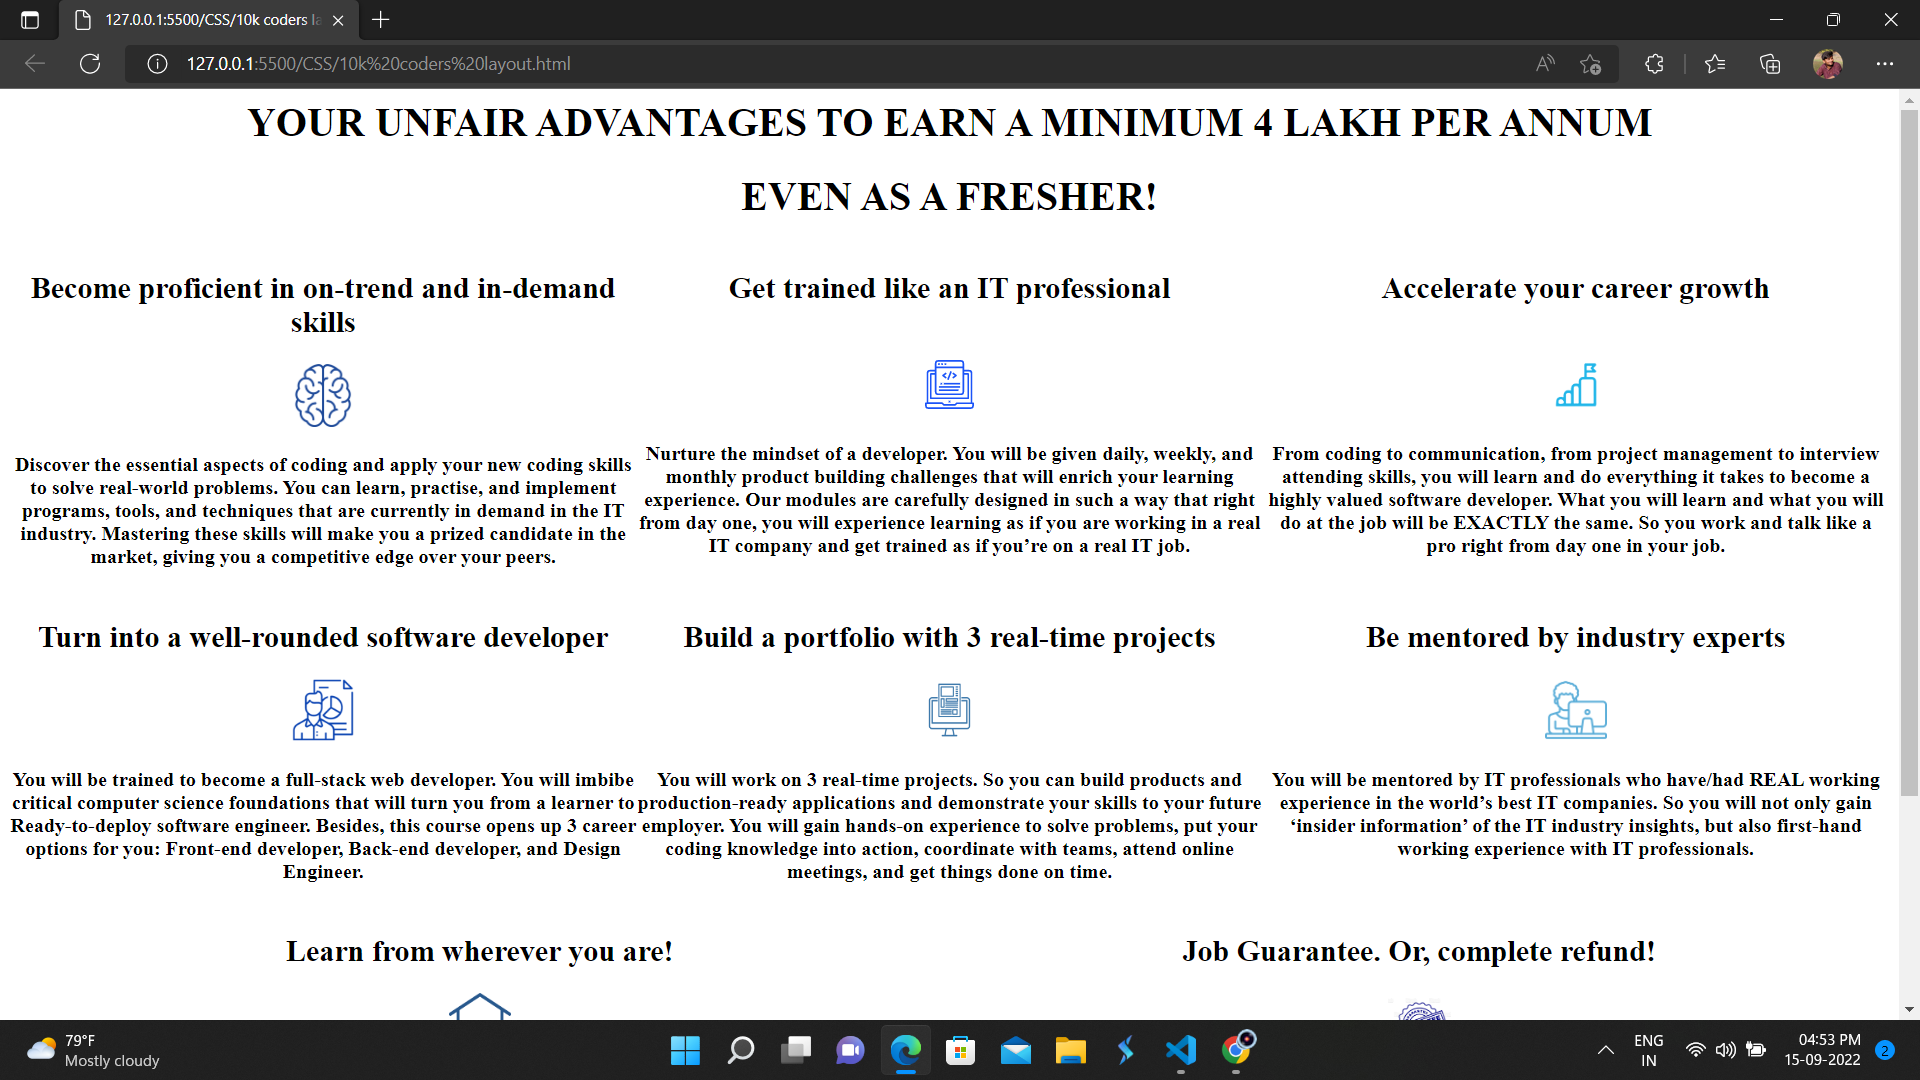 127.0.0.1:5500/CSS/10k coders la
127.0.0.1:5500/CSS/10k%20coders%20layout.html
YOUR UNFAIR ADVANTAGES TO EARN A MINIMUM 4 LAKH PER ANNUM
EVEN AS A FRESHER!
Become proficient in on-trend and in-demand
skills
Discover the essential aspects of coding and apply your new coding skills
to solve real-world problems. You can learn, practise, and implement
programs, tools, and techniques that are currently in demand in the IT
industry. Mastering these skills will make you a prized candidate in the
market, giving you a competitive edge over your peers.
Get trained like an IT professional
Nurture the mindset of a developer. You will be given daily, weekly, and
monthly product building challenges that will enrich your learning
experience. Our modules are carefully designed in such a way that right
from day one, you will experience learning as if you are working in a real
IT company and get trained as if you’re on a real IT job.
Accelerate your career growth
From coding to communication, from project management to interview
attending skills, you will learn and do everything it takes to become a
highly valued software developer. What you will learn and what you will
do at the job will be EXACTLY the same. So you work and talk like a
pro right from day one in your job.
Turn into a well-rounded software developer
You will be trained to become a full-stack web developer. You will imbibe
critical computer science foundations that will turn you from a learner to
Ready-to-deploy software engineer. Besides, this course opens up 3 career
options for you: Front-end developer, Back-end developer, and Design
Engineer.
Build a portfolio with 3 real-time projects
You will work on 3 real-time projects. So you can build products and
production-ready applications and demonstrate your skills to your future
employer. You will gain hands-on experience to solve problems, put your
coding knowledge into action, coordinate with teams, attend online
meetings, and get things done on time.
Be mentored by industry experts
You will be mentored by IT professionals who have/had REAL working
experience in the world’s best IT companies. So you will not only gain
‘insider information’ of the IT industry insights, but also first-hand
working experience with IT professionals.
Learn from wherever you are!
Job Guarantee. Or, complete refund!
79°F
Mostly cloudy
ENG
IN
04:53 PM
15-09-2022
2